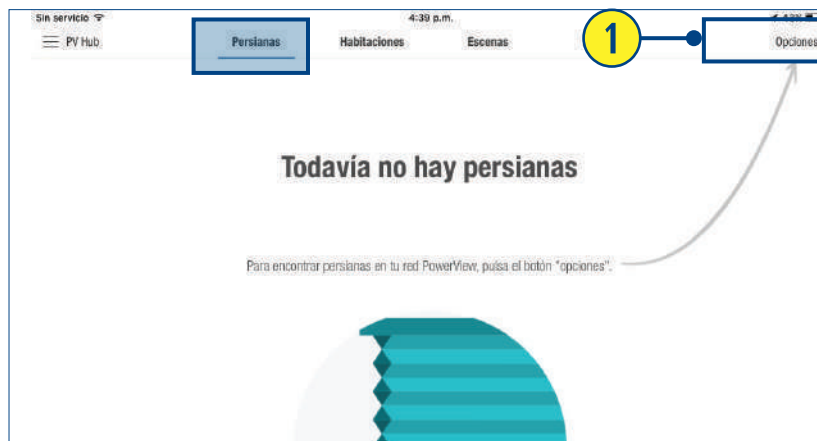 Sin servicio 4:39 p.m.
PV Hub Persianas Habitaciones Escenas 1 Opciones
Todavía no hay persianas
Para encontrar persianas en tu red PowerView, pulsa el botón "opciones".